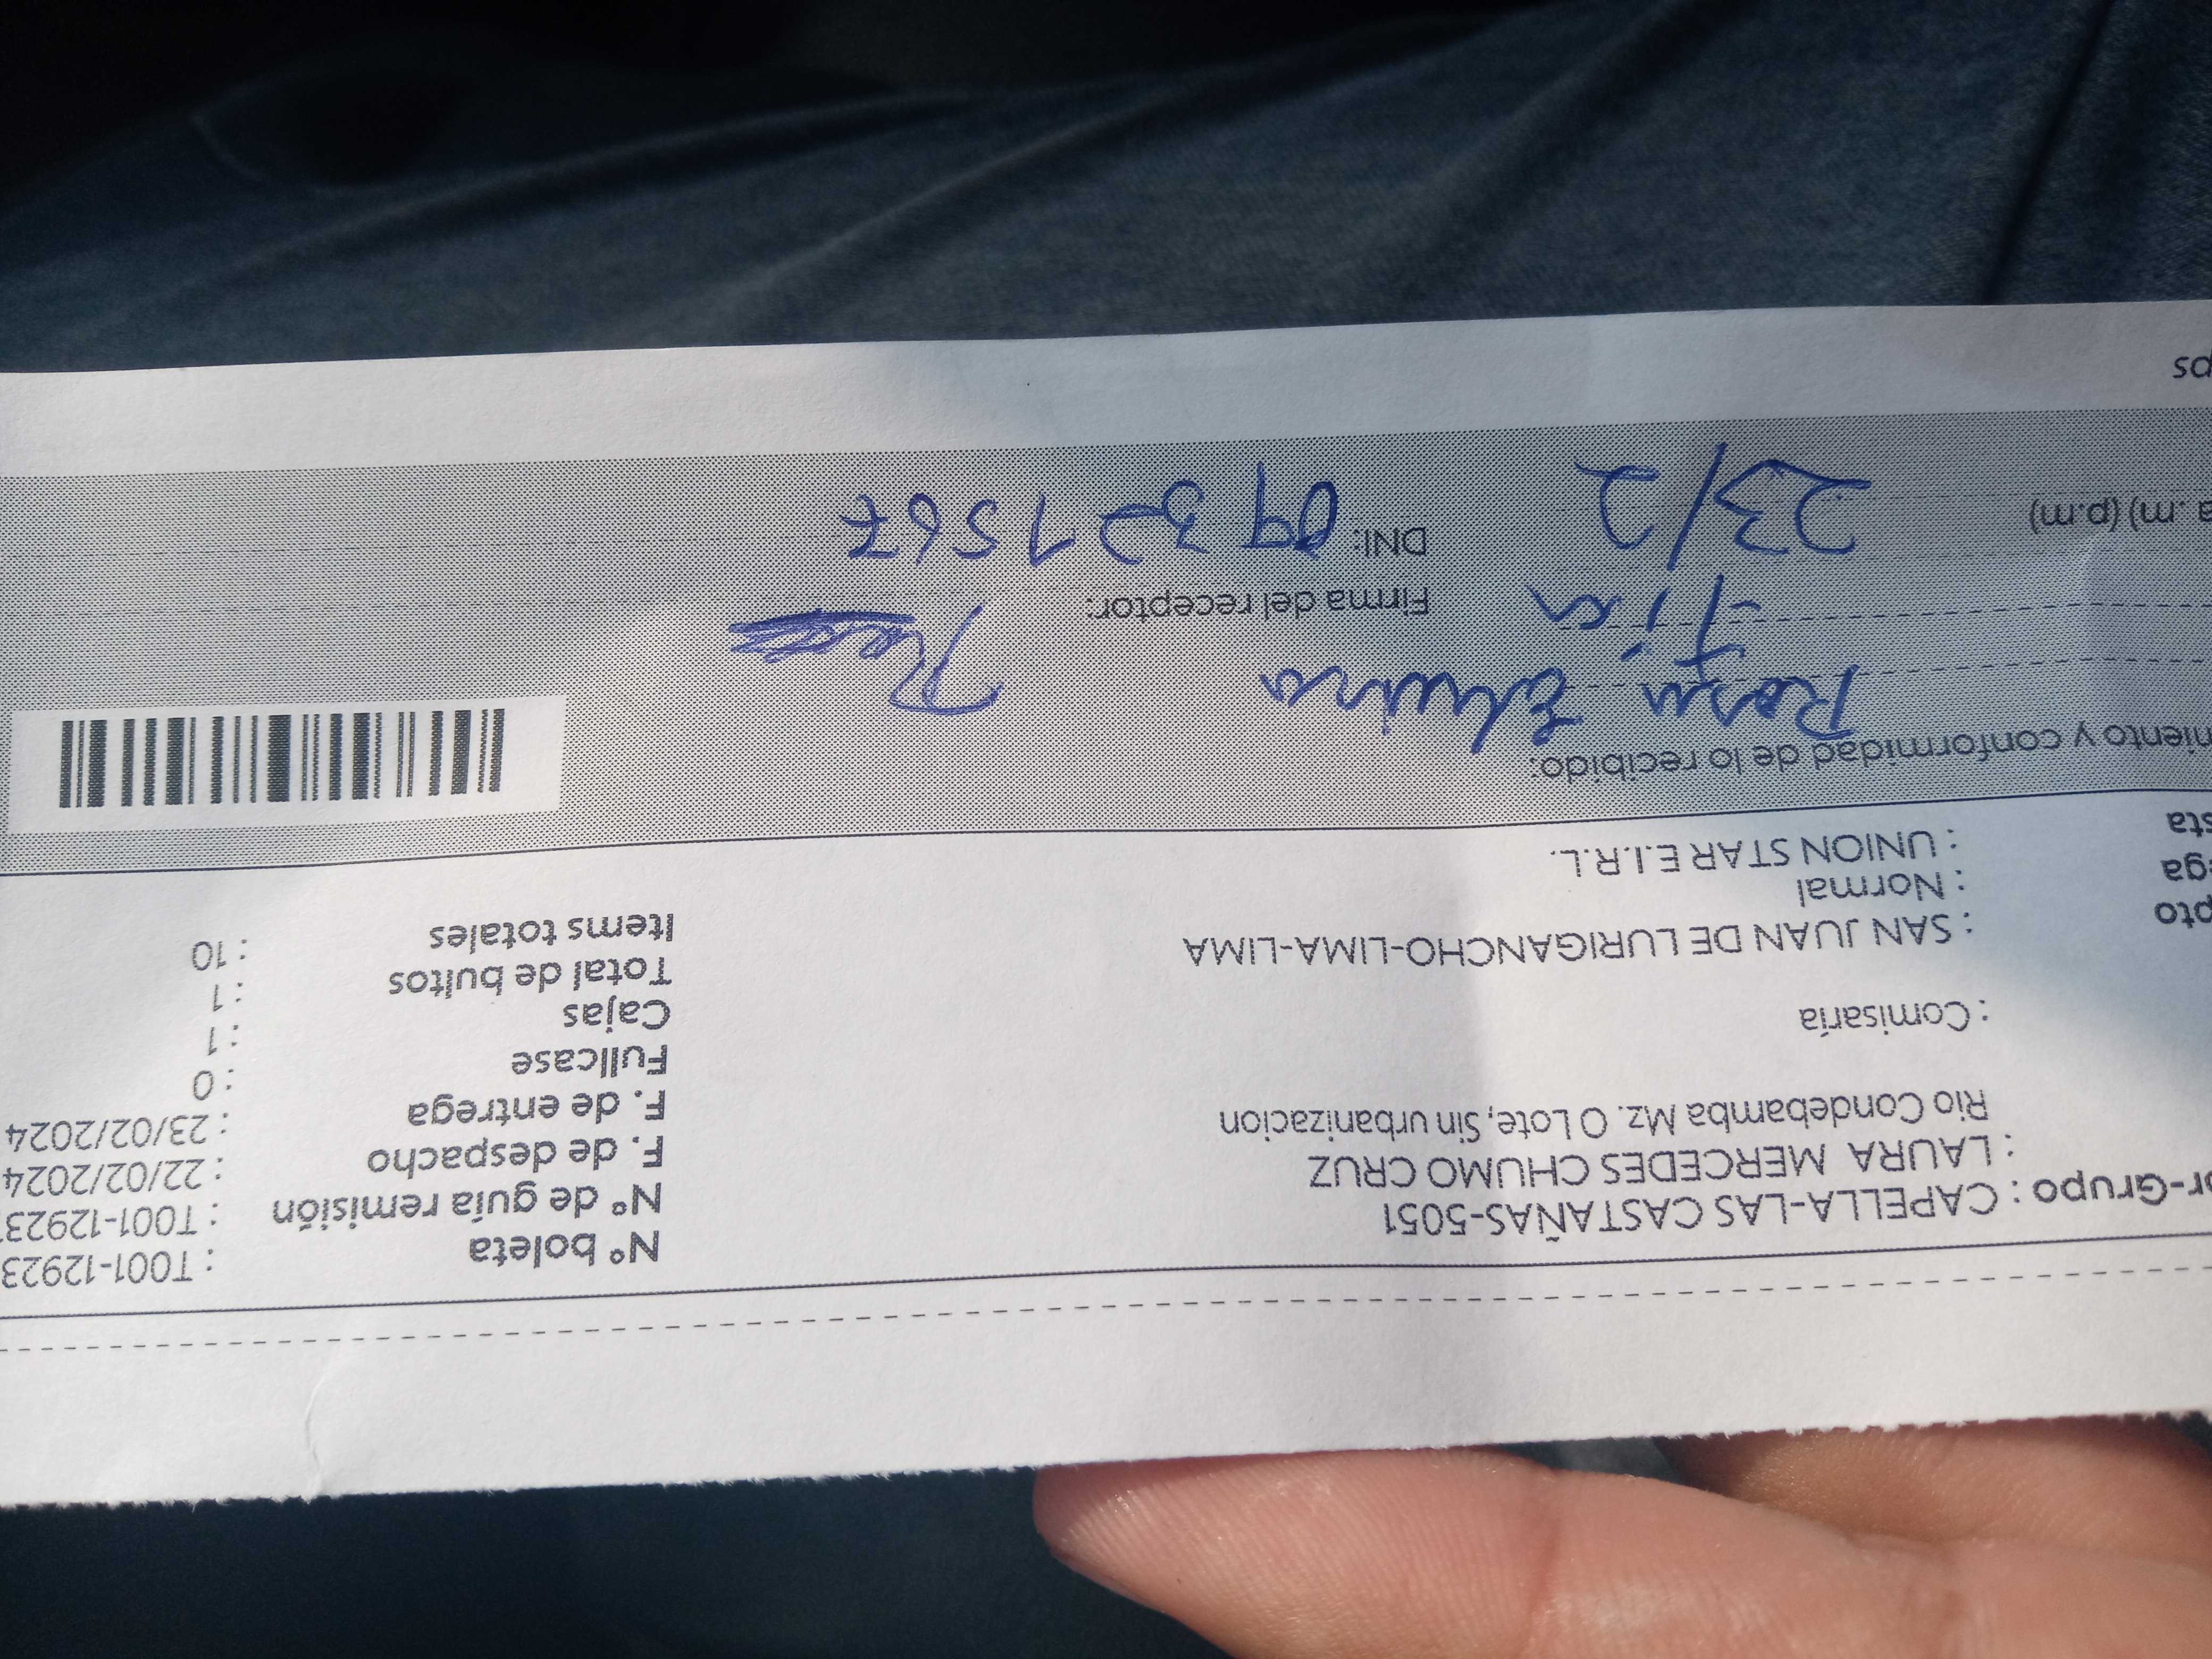 or-Grupo : CAPELLA-LAS CASTAÑAS-5051
: LAURA MERCEDES CHUMO CRUZ
Rio Condebamba Mz. O Lote, Sin urbanizacion
: Comisaría
: SAN JUAN DE LURIGANCHO-LIMA-LIMA
pto : Normal
ega : UNION STAR E.I.R.L.
sta
N° boleta : T001-12923
N° de guía remisión : T001-12923
F. de despacho : 22/02/2024
F. de entrega : 23/02/2024
Fullcase : 0
Cajas : 1
Total de bultos : 1
Items totales : 10
miento y conformidad de lo recibido:
Rosa
Firma del receptor:
a.m) (p.m) 23/2
DNI: 09321567
ps